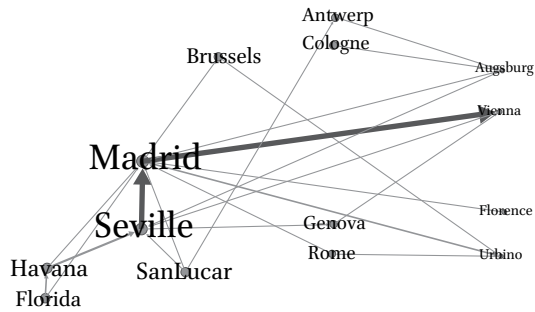 Antwerp
Cologne
Brussels
Augsburg
Vienna
Madrid
Florence
Seville
Genova
Rome
Urbino
Havana
SanLucar
Florida